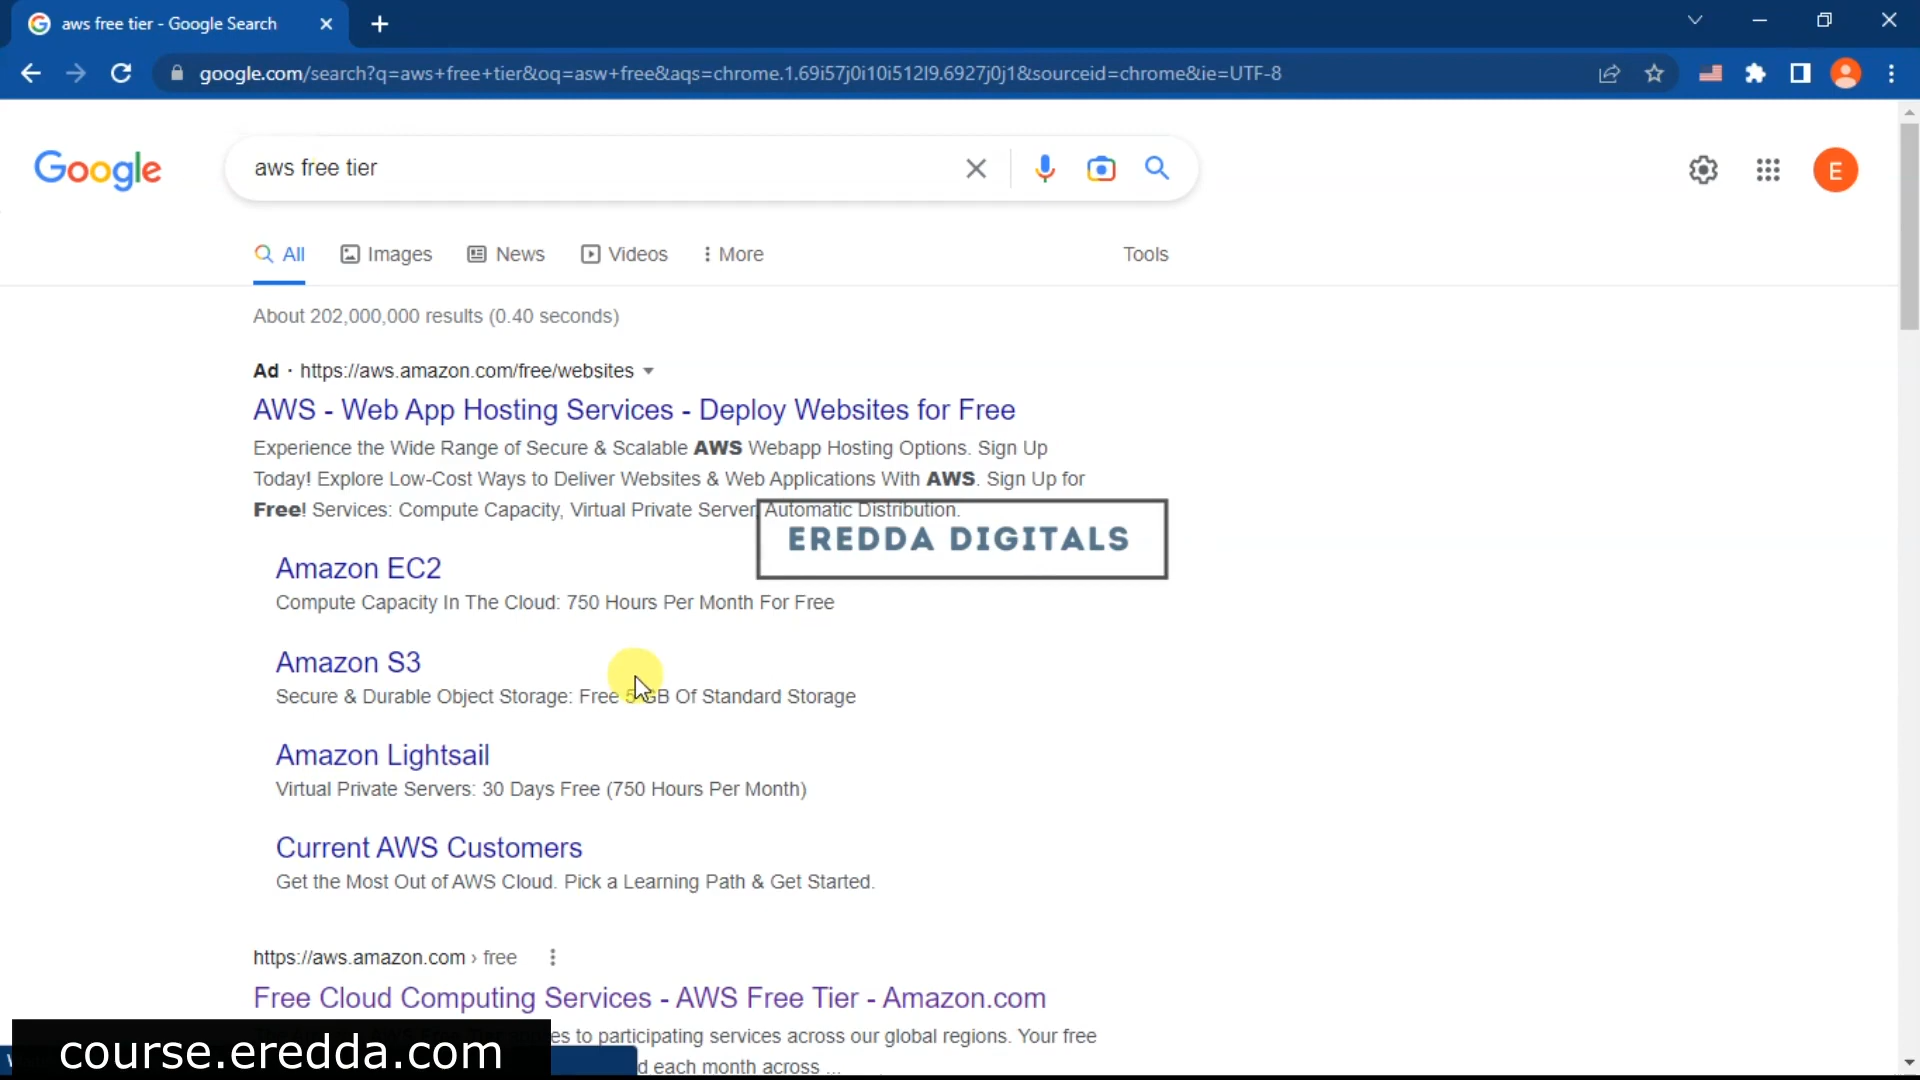 aws free tier - Google Search
google.com/search?q=aws+free+tier&oq=asw+free&aqs=chrome.1.69i57j0i10i512l9.6927j0j1&sourceid=chrome&ie=UTF-8
Google
aws free tier
E
All
Images
News
Videos
More
Tools
About 202,000,000 results (0.40 seconds)
Ad · https://aws.amazon.com/free/websites
AWS - Web App Hosting Services - Deploy Websites for Free
Experience the Wide Range of Secure & Scalable AWS Webapp Hosting Options. Sign Up
Today! Explore Low-Cost Ways to Deliver Websites & Web Applications With AWS. Sign Up for
Free! Services: Compute Capacity, Virtual Private Server, Automatic Distribution.
EREDDA DIGITALS
Amazon EC2
Compute Capacity In The Cloud: 750 Hours Per Month For Free
Amazon S3
Secure & Durable Object Storage: Free 5 GB Of Standard Storage
Amazon Lightsail
Virtual Private Servers: 30 Days Free (750 Hours Per Month)
Current AWS Customers
Get the Most Out of AWS Cloud. Pick a Learning Path & Get Started.
https://aws.amazon.com › free
Free Cloud Computing Services - AWS Free Tier - Amazon.com
to participating services across our global regions. Your free
each month across ...
course.eredda.com